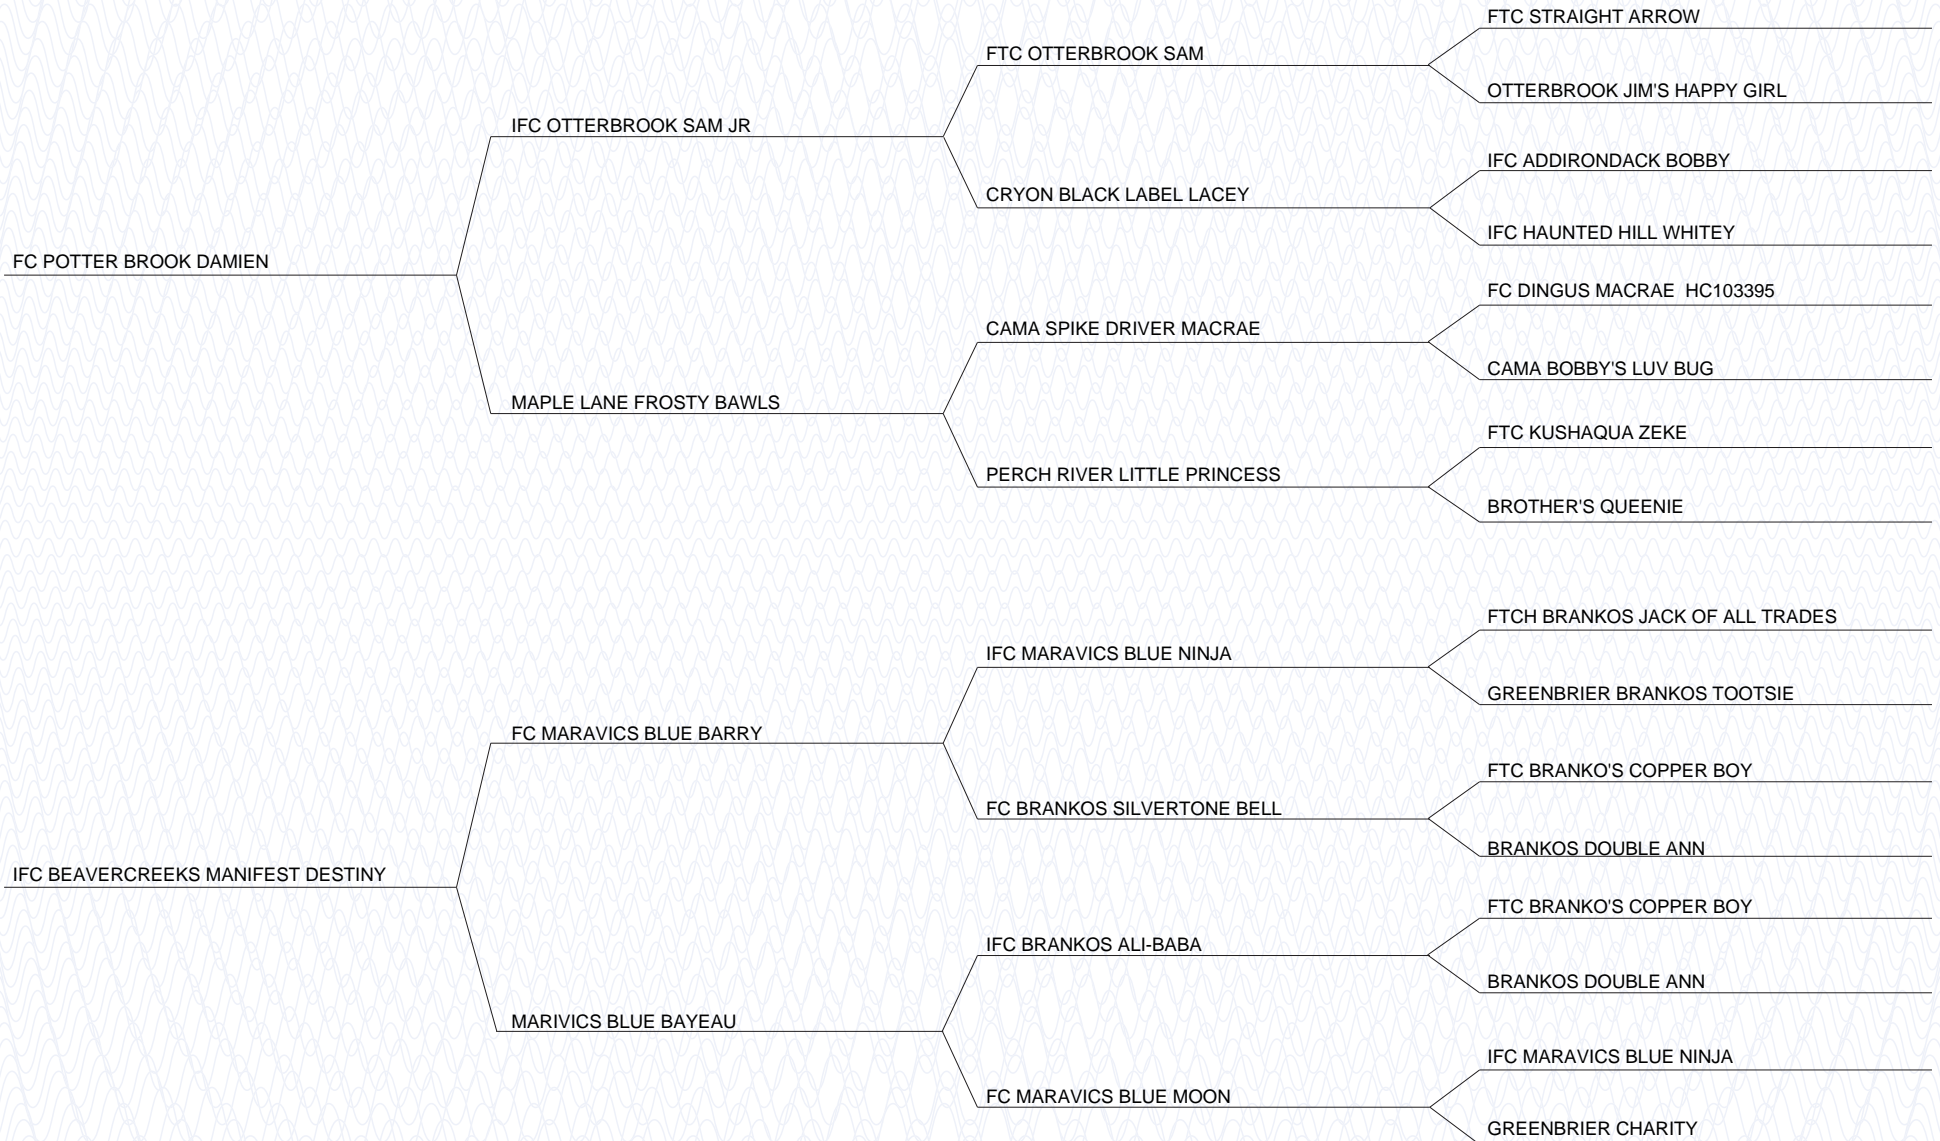 FTC STRAIGHT ARROW
FTC OTTERBROOK SAM
OTTERBROOK JIM'S HAPPY GIRL
IFC OTTERBROOK SAM JR
IFC ADDIRONDACK BOBBY
CRYON BLACK LABEL LACEY
IFC HAUNTED HILL WHITEY
FC POTTER BROOK DAMIEN
FC DINGUS MACRAE  HC103395
CAMA SPIKE DRIVER MACRAE
CAMA BOBBY'S LUV BUG
MAPLE LANE FROSTY BAWLS
FTC KUSHAQUA ZEKE
PERCH RIVER LITTLE PRINCESS
BROTHER'S QUEENIE
FTCH BRANKOS JACK OF ALL TRADES
IFC MARAVICS BLUE NINJA
GREENBRIER BRANKOS TOOTSIE
FC MARAVICS BLUE BARRY
FTC BRANKO'S COPPER BOY
FC BRANKOS SILVERTONE BELL
BRANKOS DOUBLE ANN
IFC BEAVERCREEKS MANIFEST DESTINY
FTC BRANKO'S COPPER BOY
IFC BRANKOS ALI-BABA
BRANKOS DOUBLE ANN
MARIVICS BLUE BAYEAU
IFC MARAVICS BLUE NINJA
FC MARAVICS BLUE MOON
GREENBRIER CHARITY